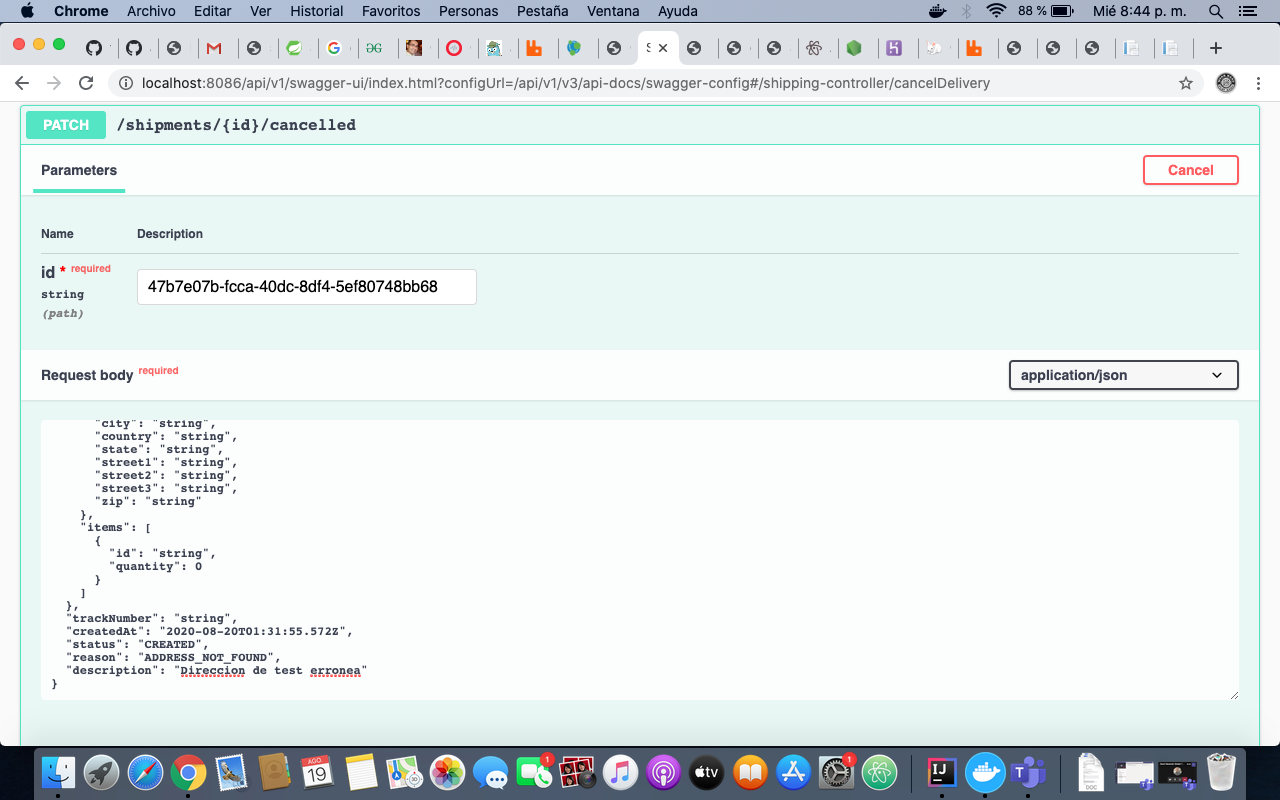 Chrome Archivo Editar Ver Historial Favoritos Personas Pestaña Ventana Ayuda 88 % Mié 8:44 p. m.
localhost:8086/api/v1/swagger-ui/index.html?configUrl=/api/v1/v3/api-docs/swagger-config#/shipping-controller/cancelDelivery
PATCH /shipments/{id}/cancelled
Parameters Cancel
Name Description
id * required
string
(path)
47b7e07b-fcca-40dc-8df4-5ef80748bb68
Request body required application/json
"city": "string",
"country": "string",
"state": "string",
"street1": "string",
"street2": "string",
"street3": "string",
"zip": "string"
},
"items": [
{
"id": "string",
"quantity": 0
}
]
},
"trackNumber": "string",
"createdAt": "2020-08-20T01:31:55.572Z",
"status": "CREATED",
"reason": "ADDRESS_NOT_FOUND",
"description": "Direccion de test erronea"
}
AGO
19
1
tv
1
IJ
DOC